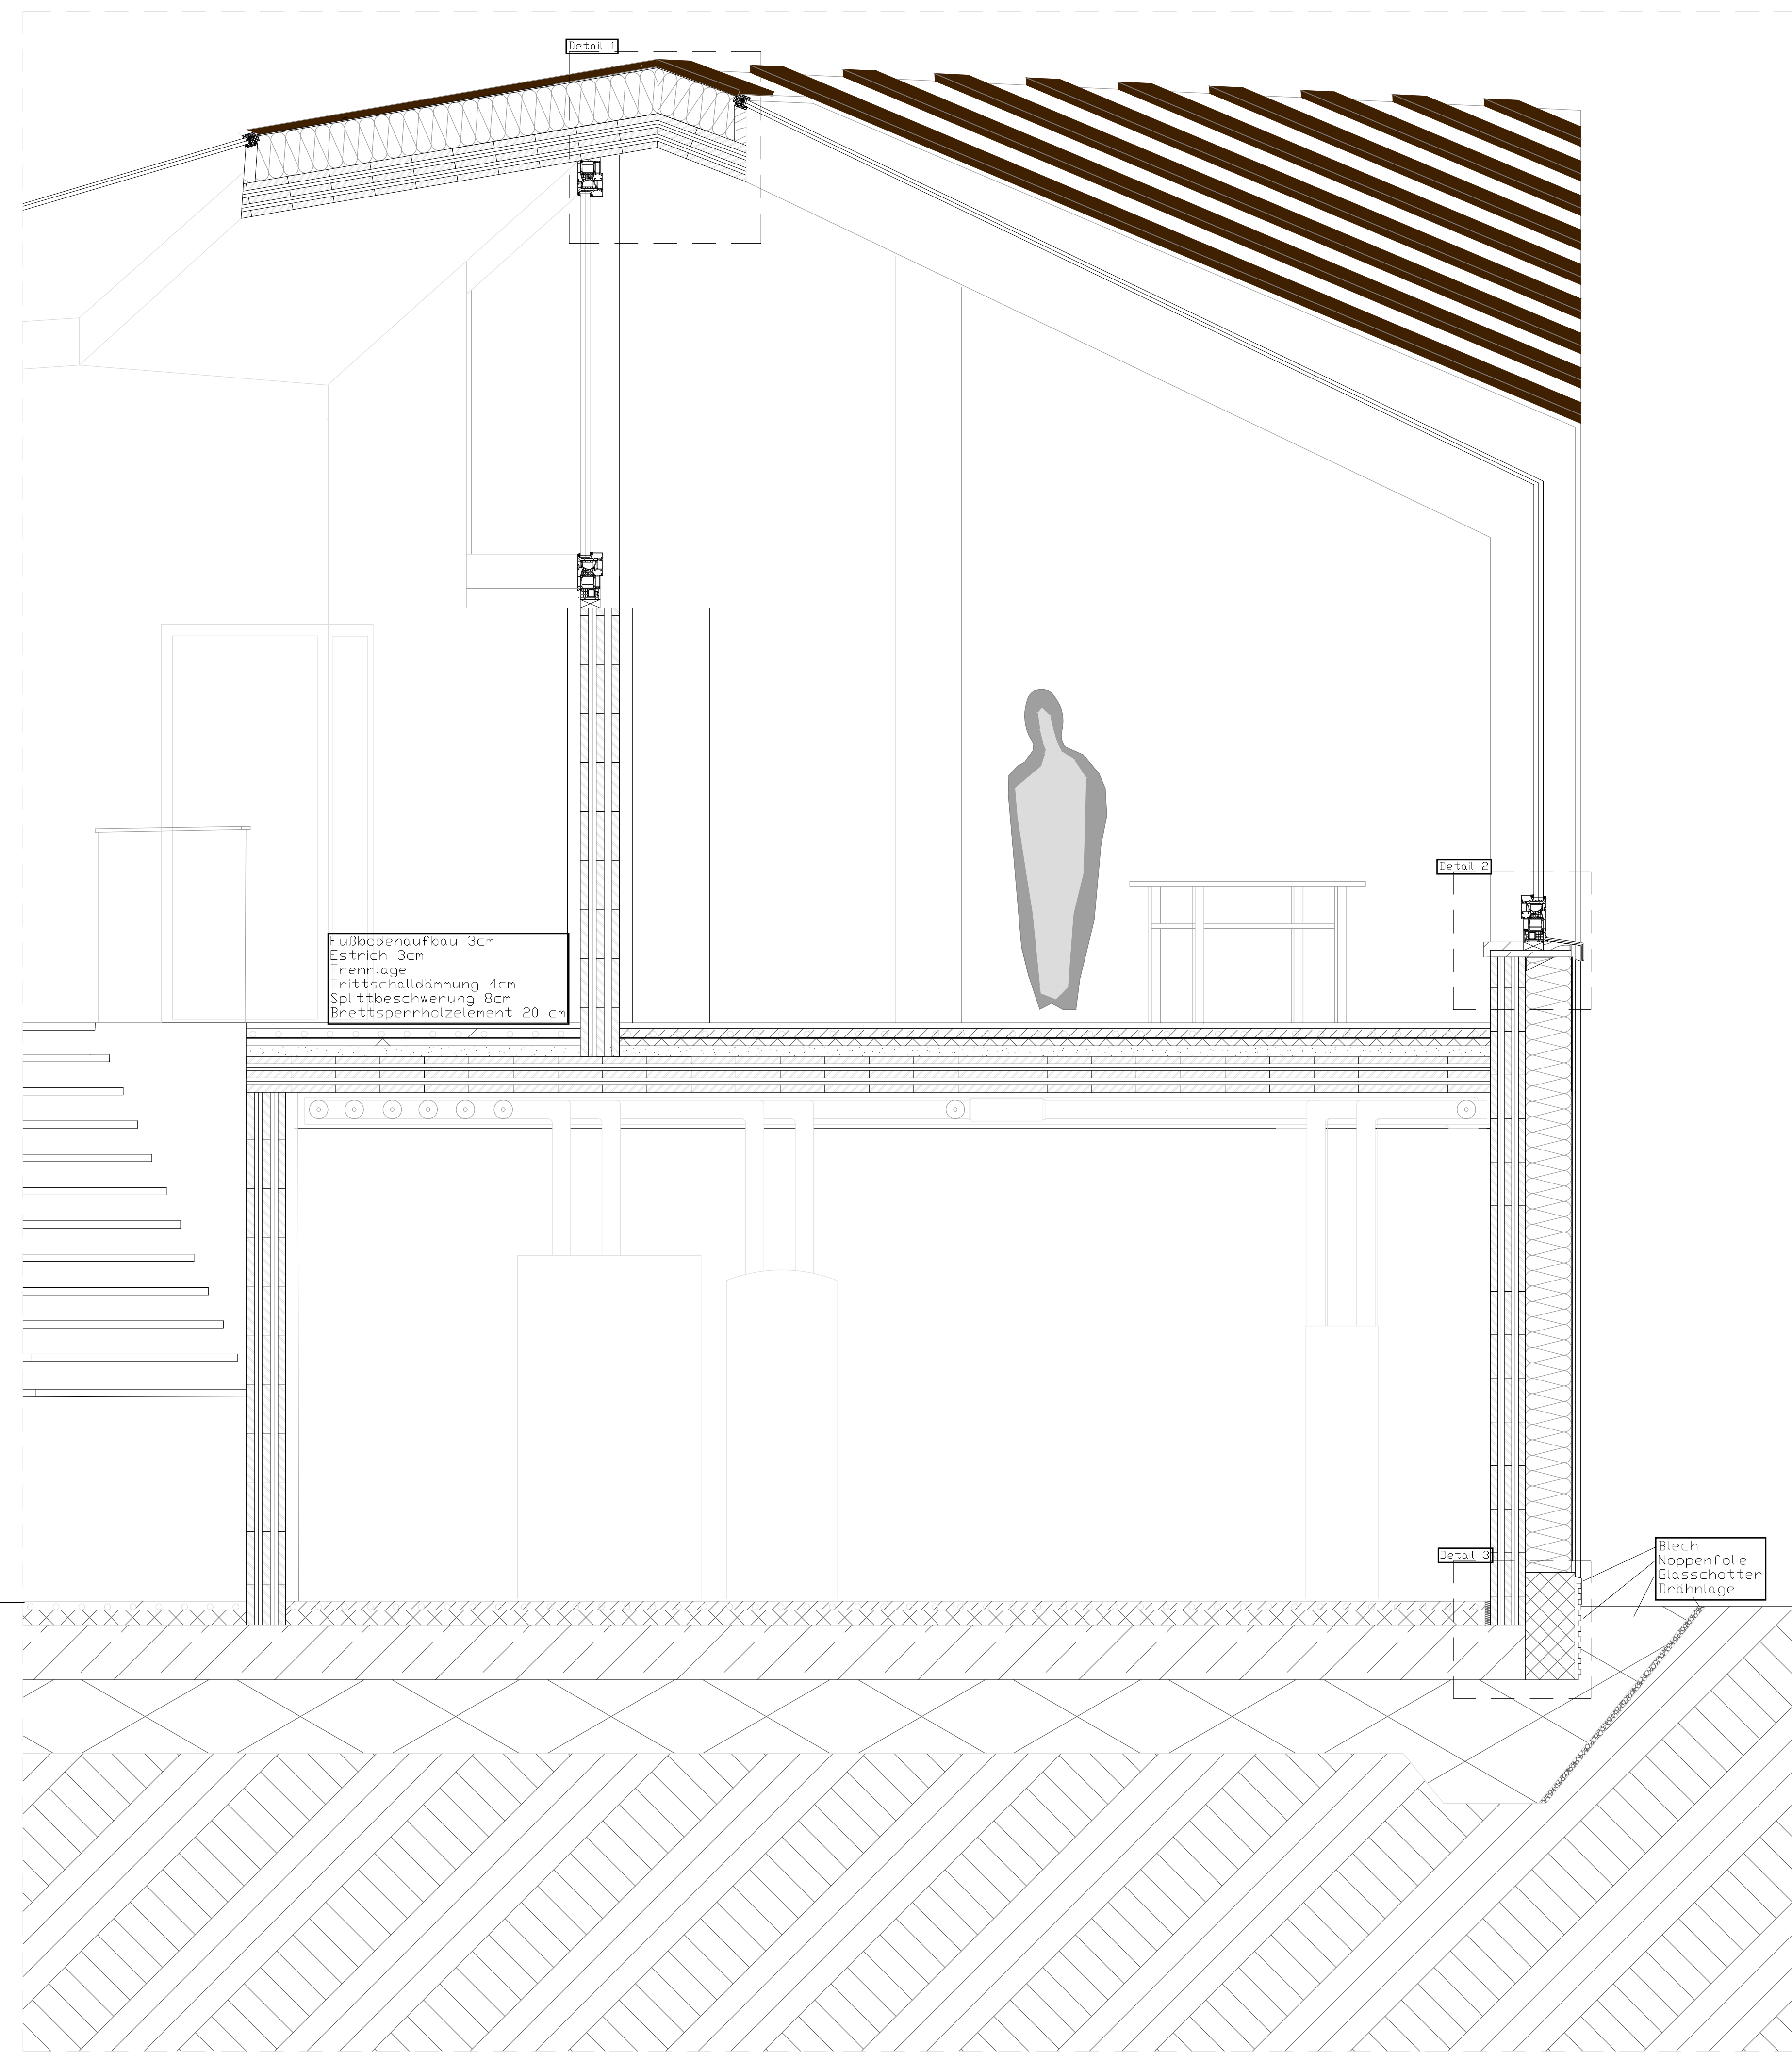 Detail 1
Detail 2
Fußbodenaufbau 3cm
Estrich 3cm
Trennlage
Trittschalldämmung 4cm
Splittbeschwerung 8cm
Brettsperrholzelement 20 cm
Detail 3
Blech
Noppenfolie
Glasschotter
Drähnlage